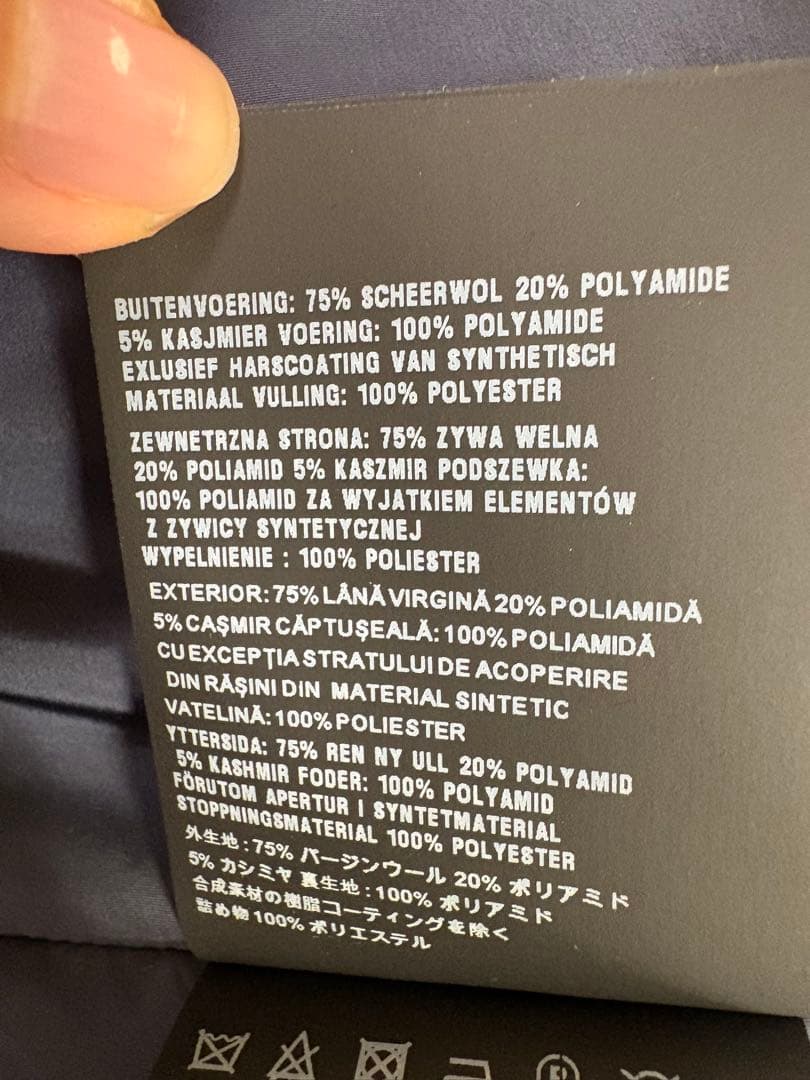 BUITENVOERING: 75% SCHEERWOL 20% POLYAMIDE
5% KASJMIER VOERING: 100% POLYAMIDE
EXLUSIEF HARSCOATING VAN SYNTHETISCH
MATERIAAL VULLING: 100% POLYESTER
ZEWNETRZNA STRONA: 75% ZYWA WELNA
20% POLIAMID 5% KASZMIR PODSZEWKA:
100% POLIAMID ZA WYJATKIEM ELEMENTÓW
Z ZYWICY SYNTETYCZNEJ
WYPELNIENIE : 100% POLIESTER
EXTERIOR: 75% LÂNĂ VIRGINĂ 20% POLIAMIDĂ
5% CAȘMIR CĂPTUȘEALĂ: 100% POLIAMIDĂ
CU EXCEPȚIA STRATULUI DE ACOPERIRE
DIN RĂȘINI DIN MATERIAL SINTETIC
VATELINĂ: 100% POLIESTER
YTTERSIDA: 75% REN NY ULL 20% POLYAMID
5% KASHMIR FODER: 100% POLYAMID
FÖRUTOM APERTUR I SYNTETMATERIAL
STOPPNINGSMATERIAL 100% POLYESTER
外生地 : 75% バージンウール 20% ポリアミド
5% カシミヤ 裏生地 : 100% ポリアミド
合成素材の樹脂コーティングを除く
詰め物 100% ポリエステル